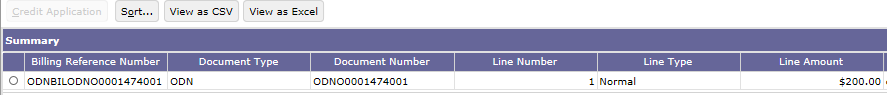 Credit Application Sort... View as CSV View as Excel
Summary
Billing Reference Number Document Type Document Number Line Number Line Type Line Amount
ODNBILODNO0001474001 ODN ODNO0001474001 1 Normal $200.00